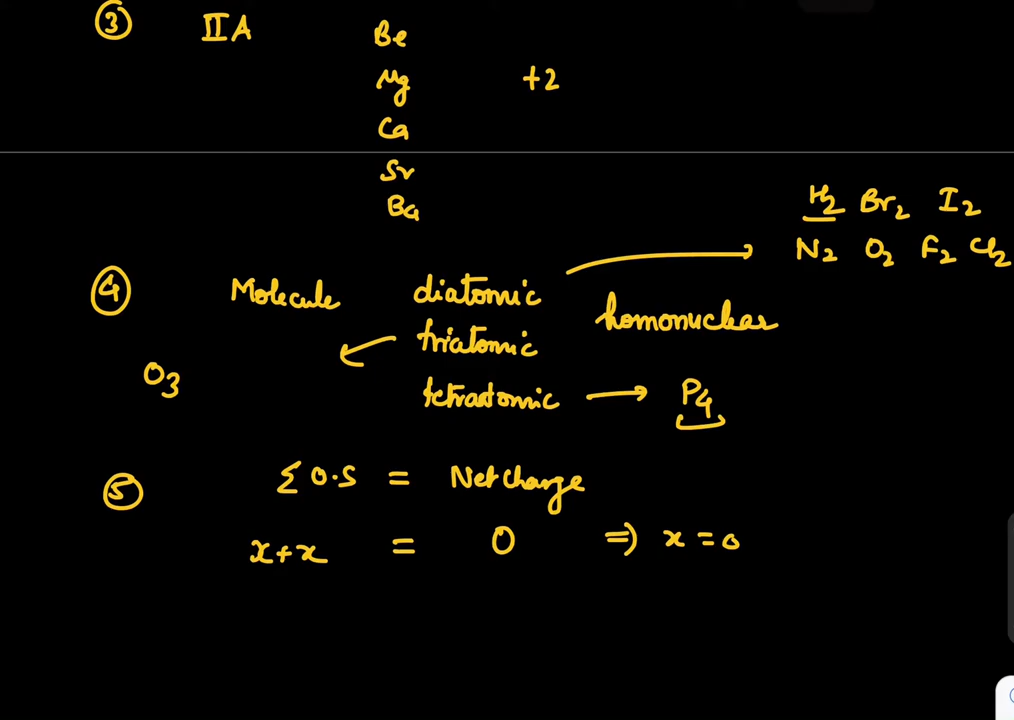 ③ IIA Be
Mg +2
Ca
Sr
Ba
H₂ Br₂ I₂
N₂ O₂ F₂ Cl₂
④ Molecule diatomic homonuclear
triatomic
O₃
tetratomic → P₄
⑤ Σ O.S = Net charge
x+x = 0 ⇒ x = 0